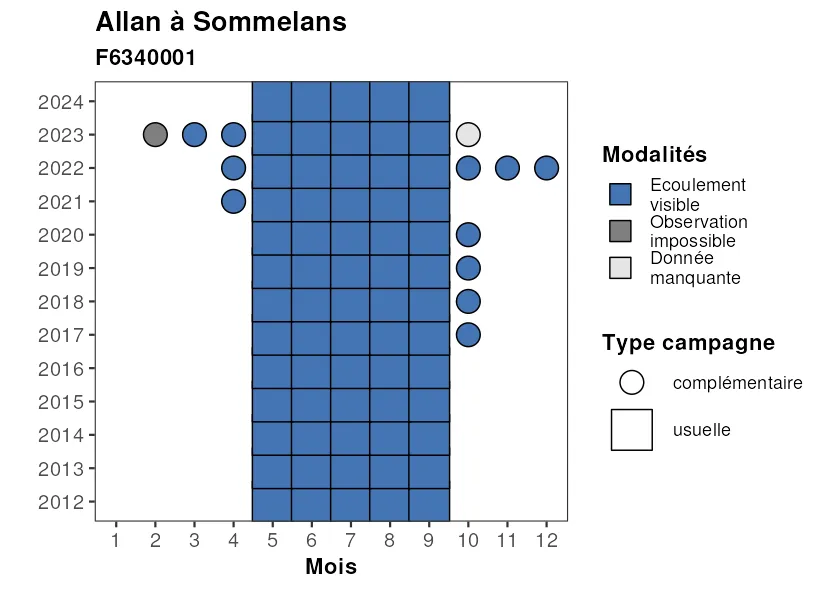 Allan à Sommelans
F6340001
2024
2023
2022
2021
2020
2019
2018
2017
2016
2015
2014
2013
2012
1 2 3 4 5 6 7 8 9 10 11 12
Mois
Modalités
Ecoulement
visible
Observation
impossible
Donnée
manquante
Type campagne
complémentaire
usuelle